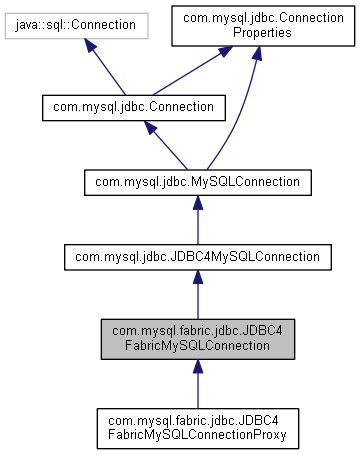 java::sql::Connection
com.mysql.jdbc.Connection
Properties
com.mysql.jdbc.Connection
com.mysql.jdbc.MySQLConnection
com.mysql.jdbc.JDBC4MySQLConnection
com.mysql.fabric.jdbc.JDBC4
FabricMySQLConnection
com.mysql.fabric.jdbc.JDBC4
FabricMySQLConnectionProxy